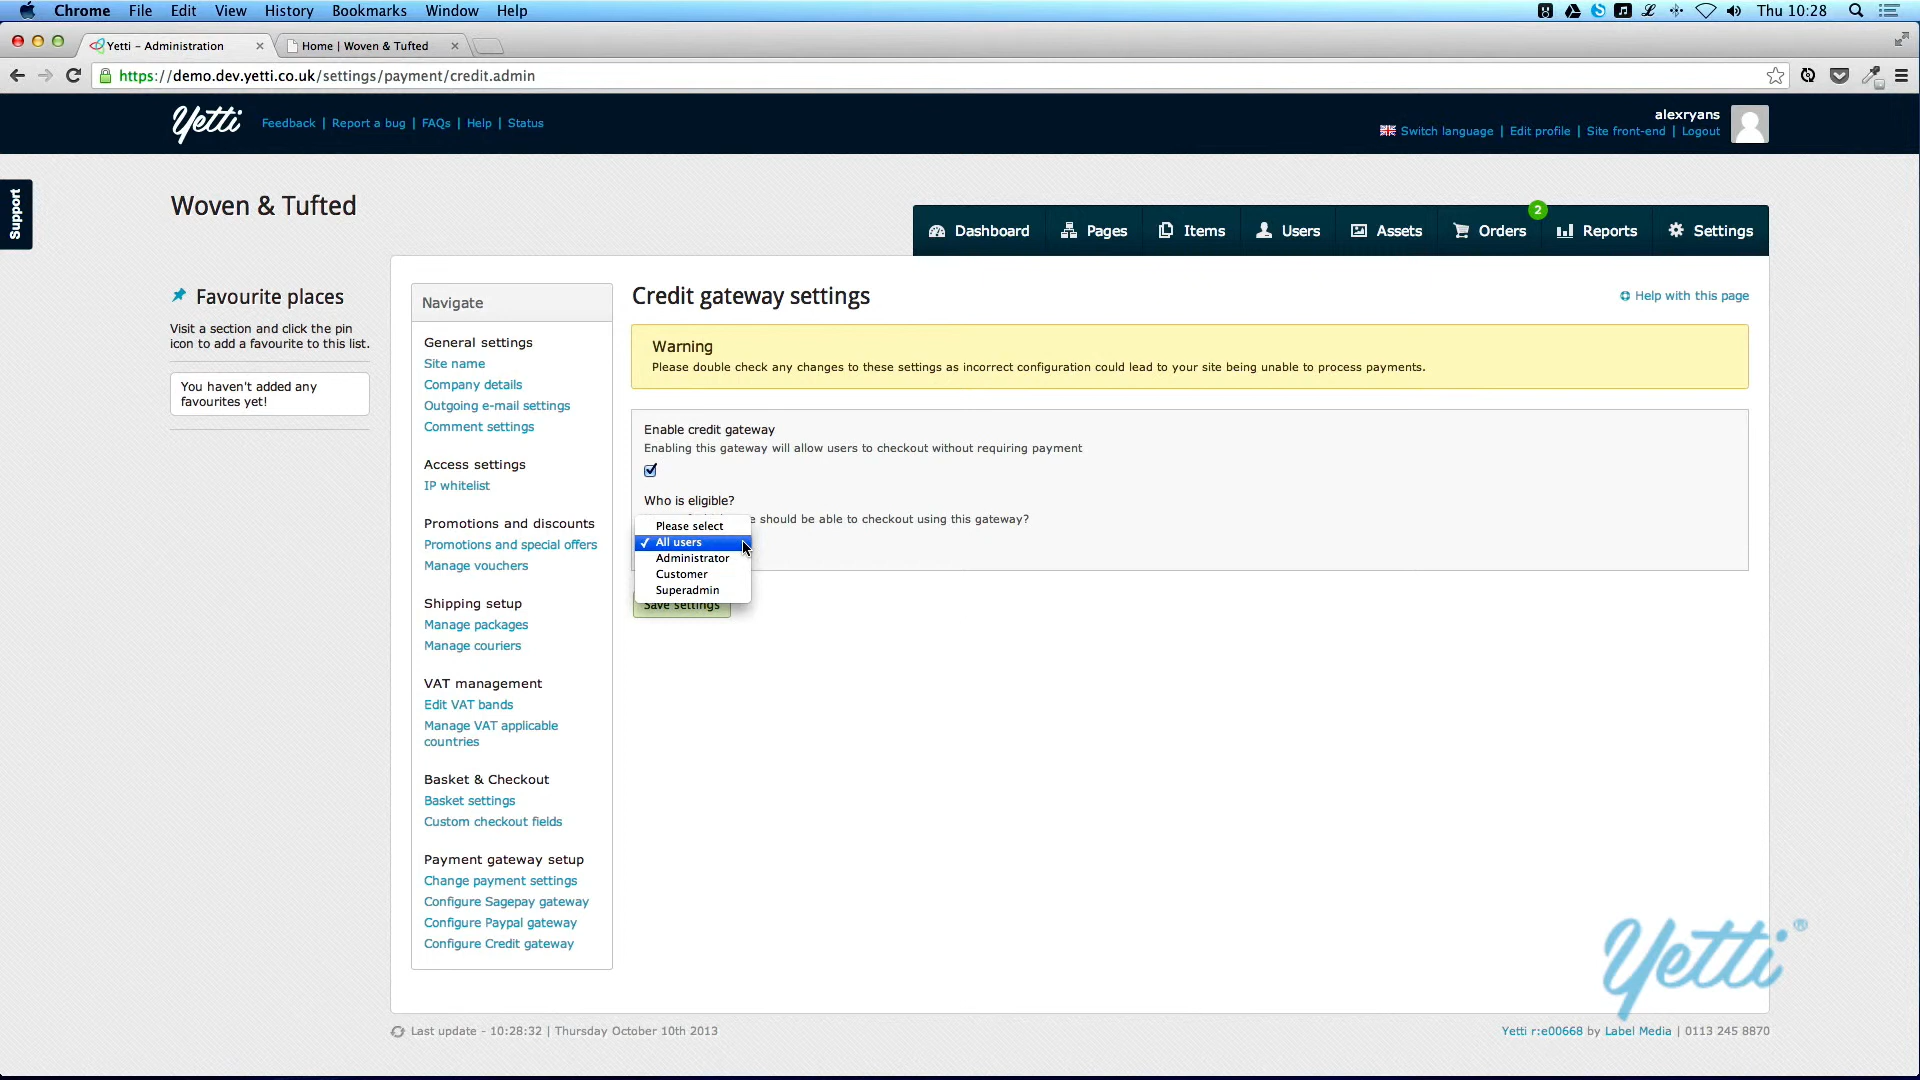 Chrome File Edit View History Bookmarks Window Help Thu 10:28
Yetti - Administration Home | Woven & Tufted
https://demo.dev.yetti.co.uk/settings/payment/credit.admin
Yetti Feedback | Report a bug | FAQs | Help | Status
alexryans
Switch language | Edit profile | Site front-end | Logout
Support
Woven & Tufted
2
Dashboard Pages Items Users Assets Orders Reports Settings
Favourite places
Visit a section and click the pin
icon to add a favourite to this list.
You haven't added any
favourites yet!
Navigate
General settings
Site name
Company details
Outgoing e-mail settings
Comment settings
Access settings
IP whitelist
Promotions and discounts
Promotions and special offers
Manage vouchers
Shipping setup
Manage packages
Manage couriers
VAT management
Edit VAT bands
Manage VAT applicable
countries
Basket & Checkout
Basket settings
Custom checkout fields
Payment gateway setup
Change payment settings
Configure Sagepay gateway
Configure Paypal gateway
Configure Credit gateway
Credit gateway settings
Help with this page
Warning
Please double check any changes to these settings as incorrect configuration could lead to your site being unable to process payments.
Enable credit gateway
Enabling this gateway will allow users to checkout without requiring payment
Who is eligible?
should be able to checkout using this gateway?
Please select
All users
Administrator
Customer
Superadmin
Save settings
Yetti®
Last update - 10:28:32 | Thursday October 10th 2013
Yetti r:e00668 by Label Media | 0113 245 8870